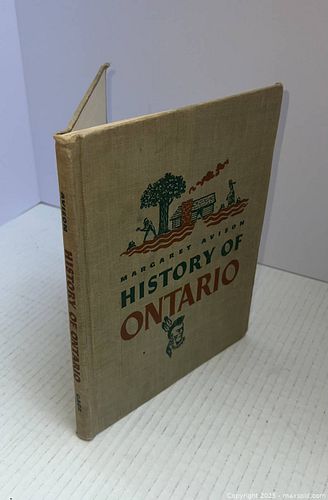 MARGARET AVISON
HISTORY OF
ONTARIO
AVISON HISTORY OF ONTARIO GAGE
Copyright 2025 - maxsold.com